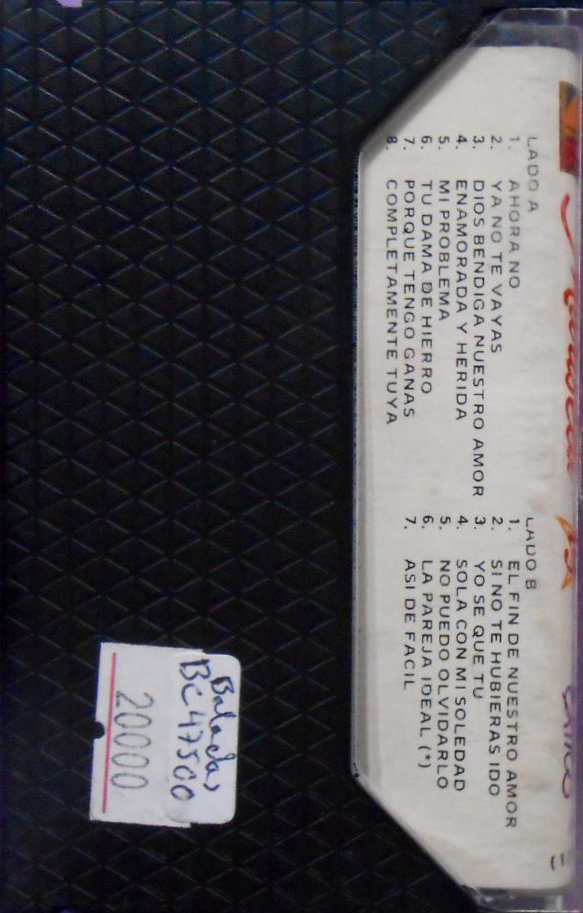 LADO A
1. AHORA NO
2. YA NO TE VAYAS
3. DIOS BENDIGA NUESTRO AMOR
4. ENAMORADA Y HERIDA
5. MI PROBLEMA
6. TU DAMA DE HIERRO
7. PORQUE TENGO GANAS
8. COMPLETAMENTE TUYA
LADO B
1. EL FIN DE NUESTRO AMOR
2. SI NO TE HUBIERAS IDO
3. YO SE QUE TU
4. SOLA CON MI SOLEDAD
5. NO PUEDO OLVIDARLO
6. LA PAREJA IDEAL (*)
7. ASI DE FACIL
Baladas
BC 47500
20000